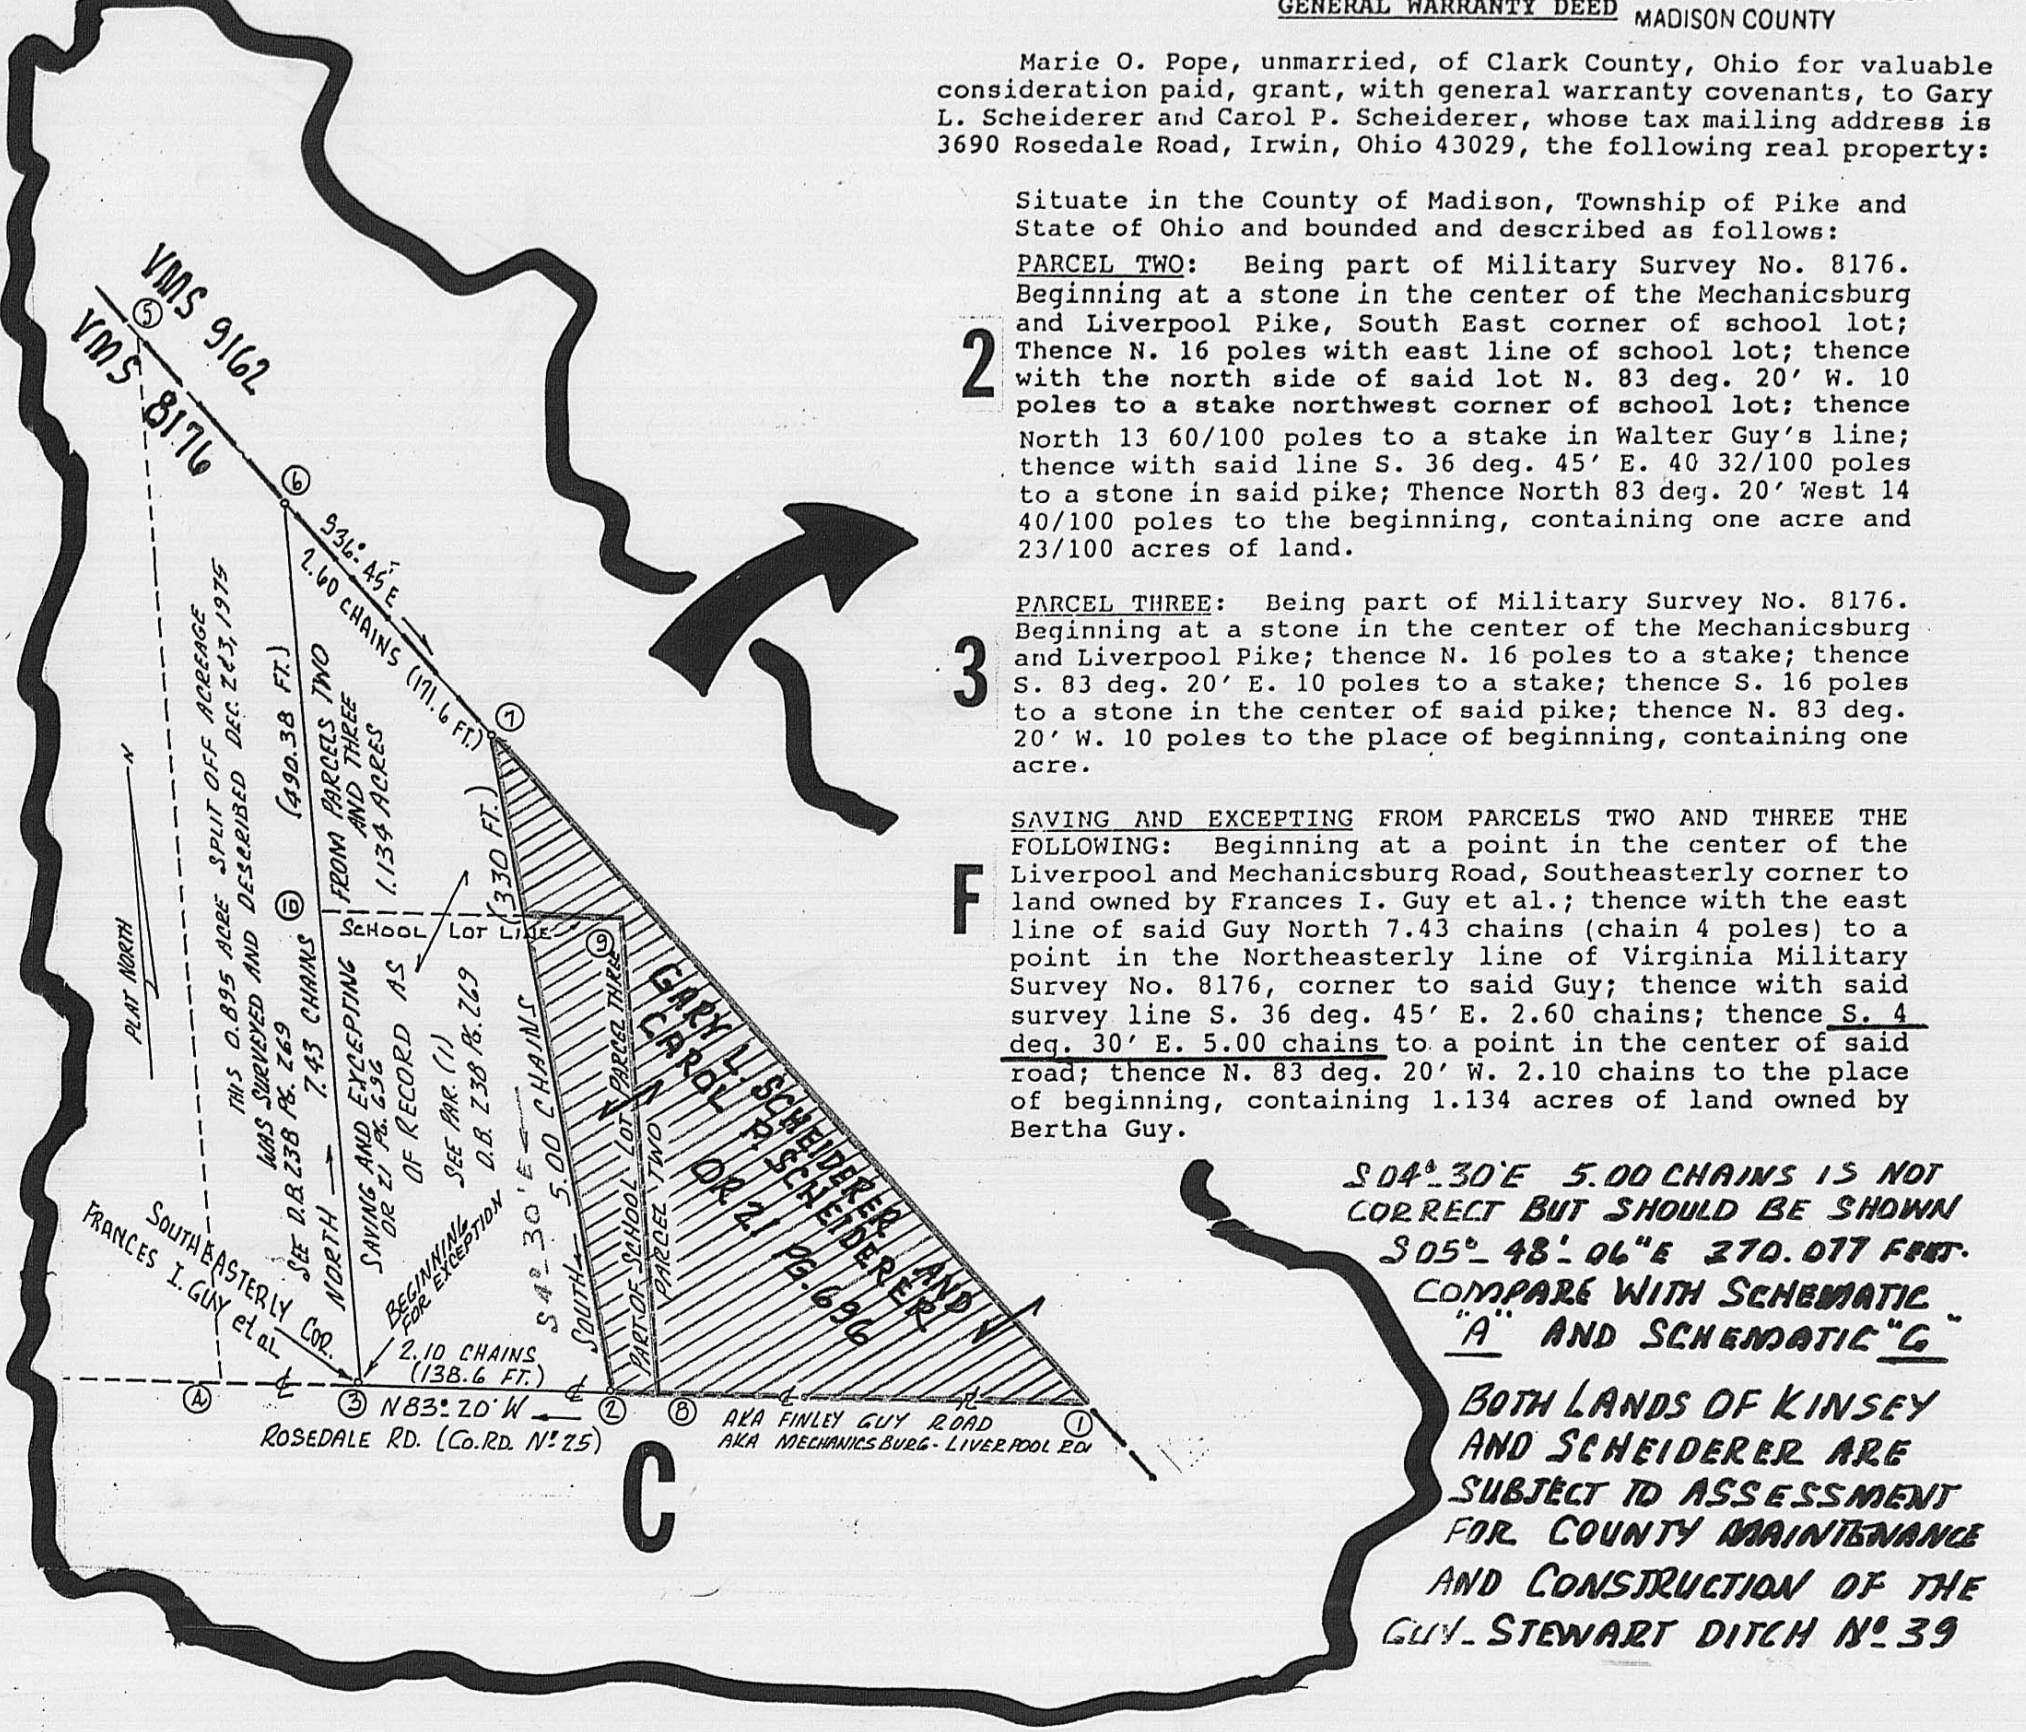 GENERAL WARRANTY DEED MADISON COUNTY
Marie O. Pope, unmarried, of Clark County, Ohio for valuable
consideration paid, grant, with general warranty covenants, to Gary
L. Scheiderer and Carol P. Scheiderer, whose tax mailing address is
3690 Rosedale Road, Irwin, Ohio 43029, the following real property:
Situate in the County of Madison, Township of Pike and
State of Ohio and bounded and described as follows:
2
PARCEL TWO: Being part of Military Survey No. 8176.
Beginning at a stone in the center of the Mechanicsburg
and Liverpool Pike, South East corner of school lot;
Thence N. 16 poles with east line of school lot; thence
with the north side of said lot N. 83 deg. 20' W. 10
poles to a stake northwest corner of school lot; thence
North 13 60/100 poles to a stake in Walter Guy's line;
thence with said line S. 36 deg. 45' E. 40 32/100 poles
to a stone in said pike; Thence North 83 deg. 20' West 14
40/100 poles to the beginning, containing one acre and
23/100 acres of land.
3
PARCEL THREE: Being part of Military Survey No. 8176.
Beginning at a stone in the center of the Mechanicsburg
and Liverpool Pike; thence N. 16 poles to a stake; thence
S. 83 deg. 20' E. 10 poles to a stake; thence S. 16 poles
to a stone in the center of said pike; thence N. 83 deg.
20' W. 10 poles to the place of beginning, containing one
acre.
F
SAVING AND EXCEPTING FROM PARCELS TWO AND THREE THE
FOLLOWING: Beginning at a point in the center of the
Liverpool and Mechanicsburg Road, Southeasterly corner to
land owned by Frances I. Guy et al.; thence with the east
line of said Guy North 7.43 chains (chain 4 poles) to a
point in the Northeasterly line of Virginia Military
Survey No. 8176, corner to said Guy; thence with said
survey line S. 36 deg. 45' E. 2.60 chains; thence S. 4
deg. 30' E. 5.00 chains to a point in the center of said
road; thence N. 83 deg. 20' W. 2.10 chains to the place
of beginning, containing 1.134 acres of land owned by
Bertha Guy.
S04°-30'E 5.00 CHAINS IS NOT
CORRECT BUT SHOULD BE SHOWN
S05°-48'-06"E 370.077 FEET.
COMPARE WITH SCHEMATIC
"A" AND SCHEMATIC "G"
BOTH LANDS OF KINSEY
AND SCHEIDERER ARE
SUBJECT TO ASSESSMENT
FOR COUNTY MAINTENANCE
AND CONSTRUCTION OF THE
GUY-STEWART DITCH Nº 39
VMS 9162
5
VMS 8176
6
S36°45'E
2.60 CHAINS (171.6 FT.)
7
PLAT NORTH
N
THIS 0.895 ACRE SPLIT OFF ACREAGE
WAS SURVEYED AND DESCRIBED DEC. 2&3, 1975
SEE D.B. 238 PG. 269
NORTH 7.43 CHAINS (490.38 FT.)
10
SAVING AND EXCEPTING FROM PARCELS TWO
AND THREE
OR 21 PG. 696 1.134 ACRES
OF RECORD AS
SEE PAR. (1)
D.B. 238 PG. 269
SCHOOL LOT LINE
9
SOUTH S4°-30'E 5.00 CHAINS (330 FT.)
PART OF SCHOOL LOT PARCEL THREE
PARCEL TWO
GARY L. SCHEIDERER AND
CAROL P. SCHEIDERER
OR 21 PG. 696
SOUTHEASTERLY COR.
FRANCES I. GUY et al
BEGINNING
FOR EXCEPTION
2.10 CHAINS
(138.6 FT.)
4
3
N83°20'W
2
8
1
ROSEDALE RD. (CO. RD. Nº 25)
AKA FINLEY GUY ROAD
AKA MECHANICSBURG-LIVERPOOL RD
C